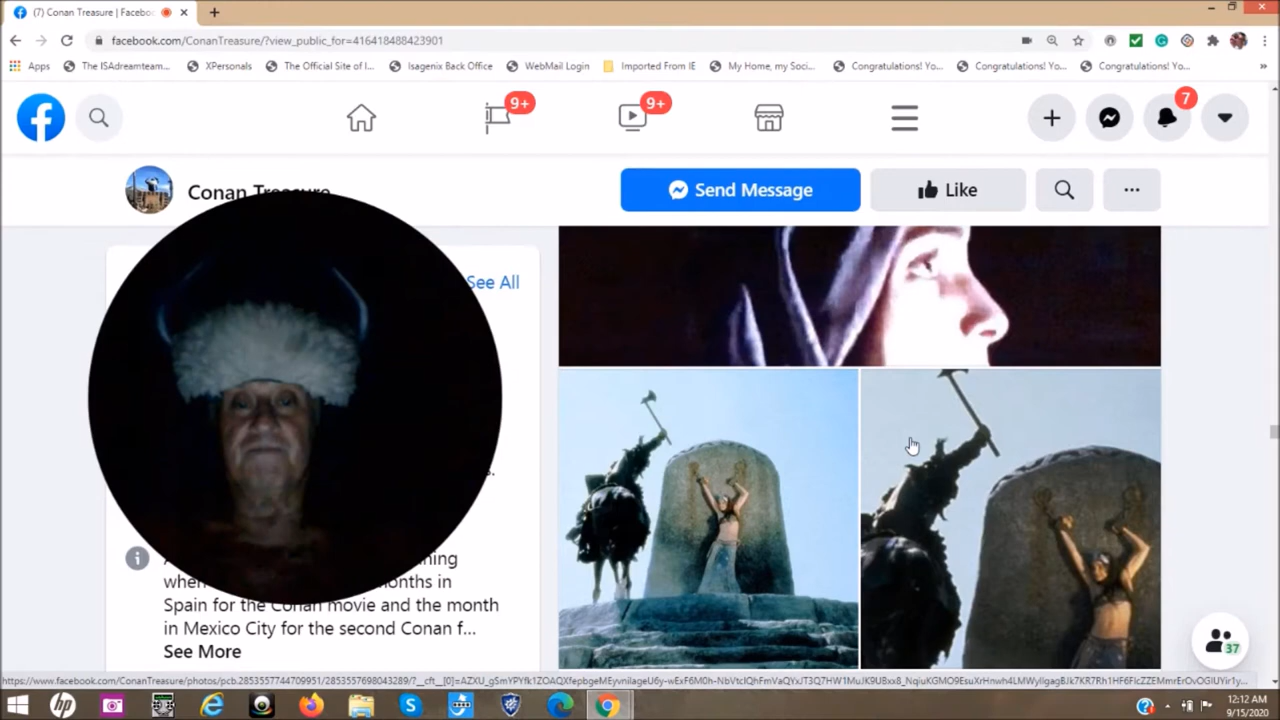 (7) Conan Treasure | Facebo
facebook.com/ConanTreasure/?view_public_for=416418488423901
Apps The ISAdreamteam... XPersonals The Official Site of I... Isagenix Back Office WebMail Login Imported From IE My Home, my Soci... Congratulations! Yo... Congratulations! Yo... Congratulations! Yo... »
9+ 9+ 7
Conan Treasure Send Message Like
See All
when
months in
Spain for the Conan movie and the month
in Mexico City for the second Conan f...
See More
37
12:12 AM
9/15/2020